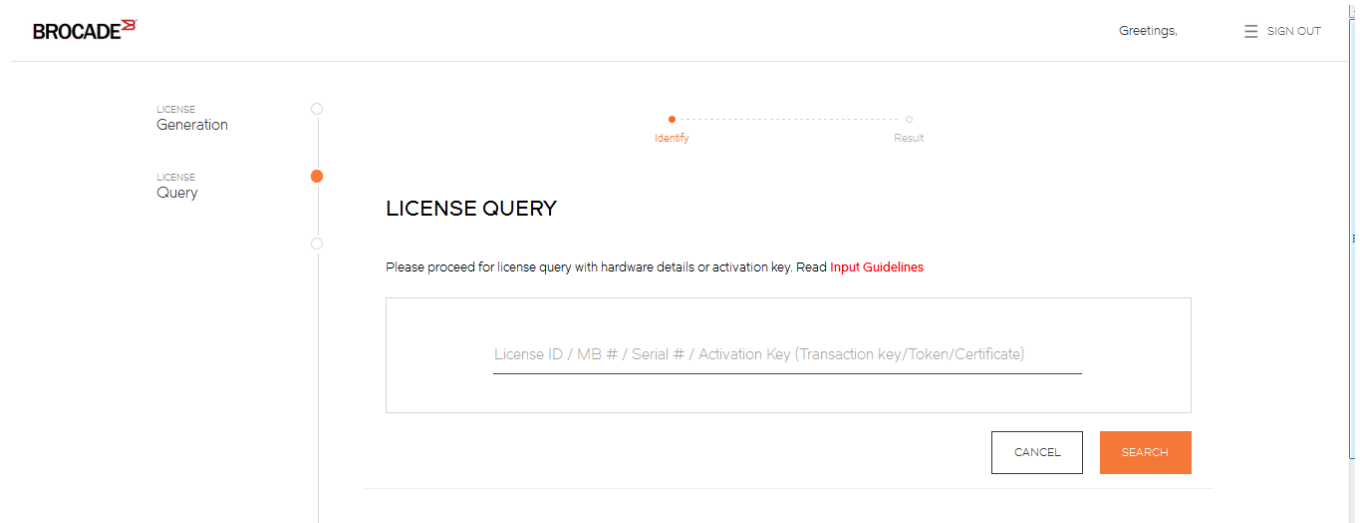 BROCADE
Greetings,
SIGN OUT
LICENSE
Generation
LICENSE
Query
Identify
Result
LICENSE QUERY
Please proceed for license query with hardware details or activation key. Read Input Guidelines
License ID / MB # / Serial # / Activation Key (Transaction key/Token/Certificate)
CANCEL
SEARCH